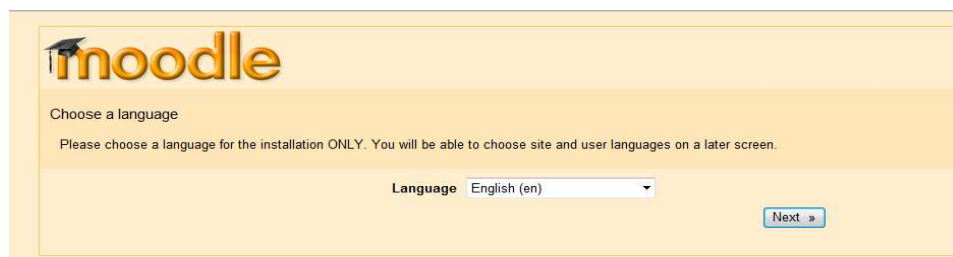 moodle
Choose a language
Please choose a language for the installation ONLY. You will be able to choose site and user languages on a later screen.
Language English (en)
Next »